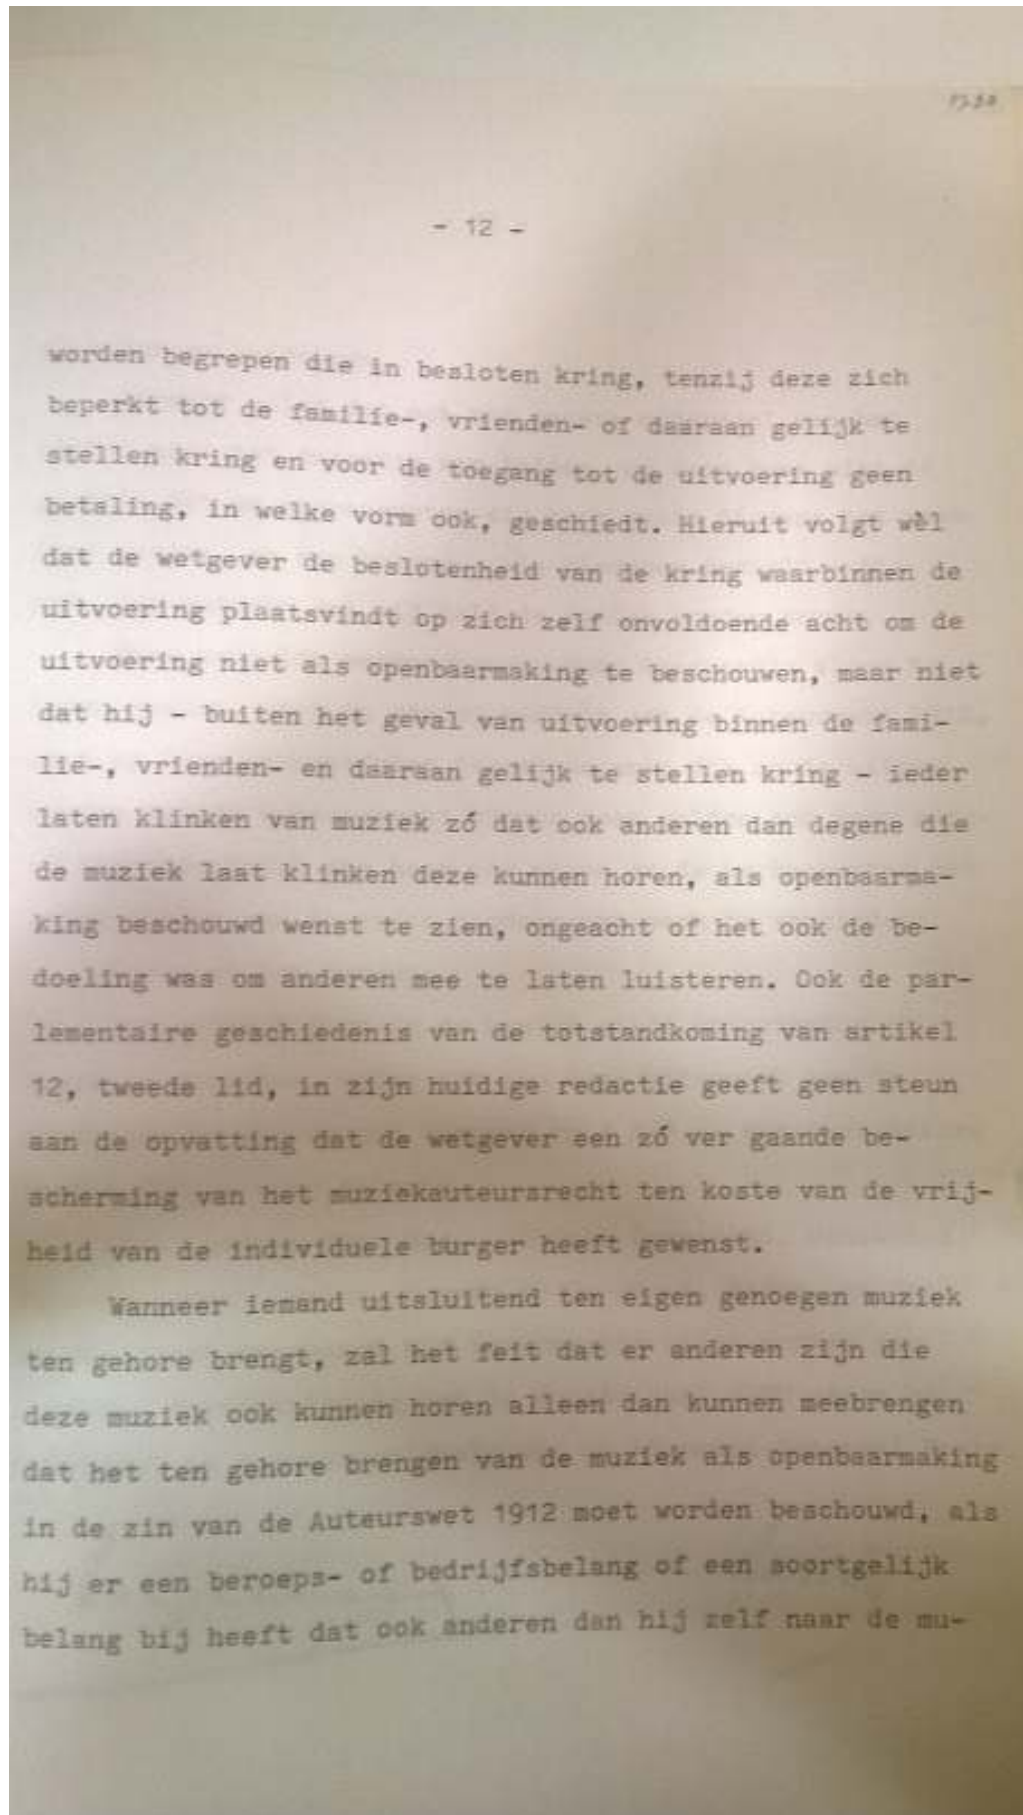 - 12 -
worden begrepen die in besloten kring, tenzij deze zich
beperkt tot de familie-, vrienden- of daaraan gelijk te
stellen kring en voor de toegang tot de uitvoering geen
betaling, in welke vorm ook, geschiedt. Hieruit volgt wèl
dat de wetgever de beslotenheid van de kring waarbinnen de
uitvoering plaatsvindt op zich zelf onvoldoende acht om de
uitvoering niet als openbaarmaking te beschouwen, maar niet
dat hij - buiten het geval van uitvoering binnen de fami-
lie-, vrienden- en daaraan gelijk te stellen kring - ieder
laten klinken van muziek zó dat ook anderen dan degene die
de muziek laat klinken deze kunnen horen, als openbaarma-
king beschouwd wenst te zien, ongeacht of het ook de be-
doeling was om anderen mee te laten luisteren. Ook de par-
lementaire geschiedenis van de totstandkoming van artikel
12, tweede lid, in zijn huidige redactie geeft geen steun
aan de opvatting dat de wetgever een zó ver gaande be-
scherming van het muziekauteursrecht ten koste van de vrij-
heid van de individuele burger heeft gewenst.
Wanneer iemand uitsluitend ten eigen genoegen muziek
ten gehore brengt, zal het feit dat er anderen zijn die
deze muziek ook kunnen horen alleen dan kunnen meebrengen
dat het ten gehore brengen van de muziek als openbaarmaking
in de zin van de Auteurswet 1912 moet worden beschouwd, als
hij er een beroeps- of bedrijfsbelang of een soortgelijk
belang bij heeft dat ook anderen dan hij zelf naar de mu-